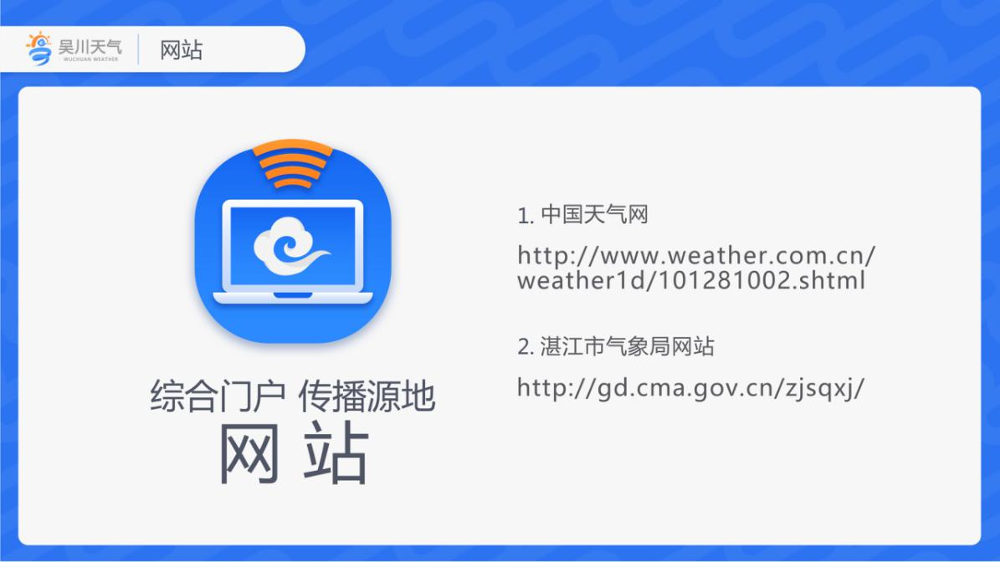 吴川天气
WUCHUAN WEATHER
网站
综合门户 传播源地
网 站
1. 中国天气网
http://www.weather.com.cn/
weather1d/101281002.shtml
2. 湛江市气象局网站
http://gd.cma.gov.cn/zjsqxj/